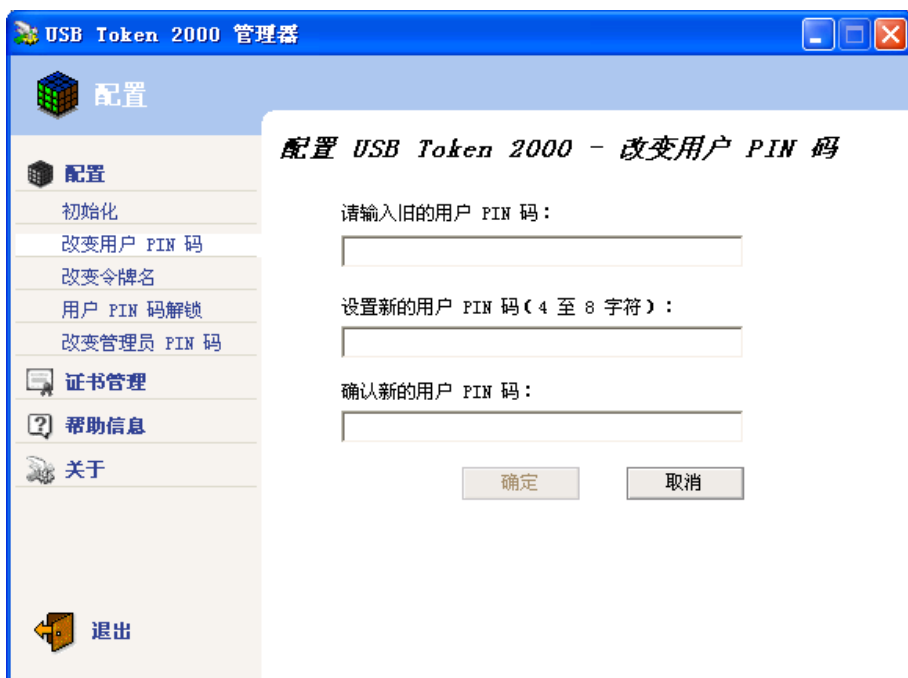 USB Token 2000 管理器
配置
配置
初始化
改变用户 PIN 码
改变令牌名
用户 PIN 码解锁
改变管理员 PIN 码
证书管理
帮助信息
关于
退出
配置 USB Token 2000 - 改变用户 PIN 码
请输入旧的用户 PIN 码：
设置新的用户 PIN 码(4 至 8 字符)：
确认新的用户 PIN 码：
确定 取消